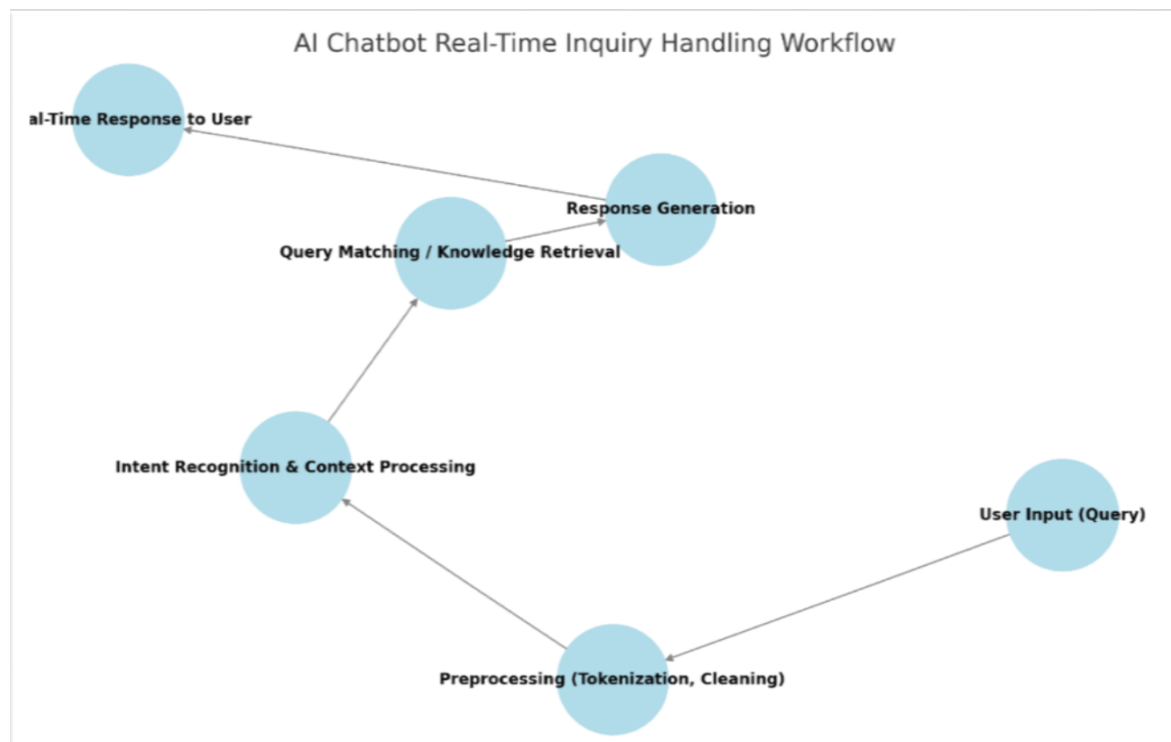 AI Chatbot Real-Time Inquiry Handling Workflow
al-Time Response to User
Response Generation
Query Matching / Knowledge Retrieval
Intent Recognition & Context Processing
User Input (Query)
Preprocessing (Tokenization, Cleaning)